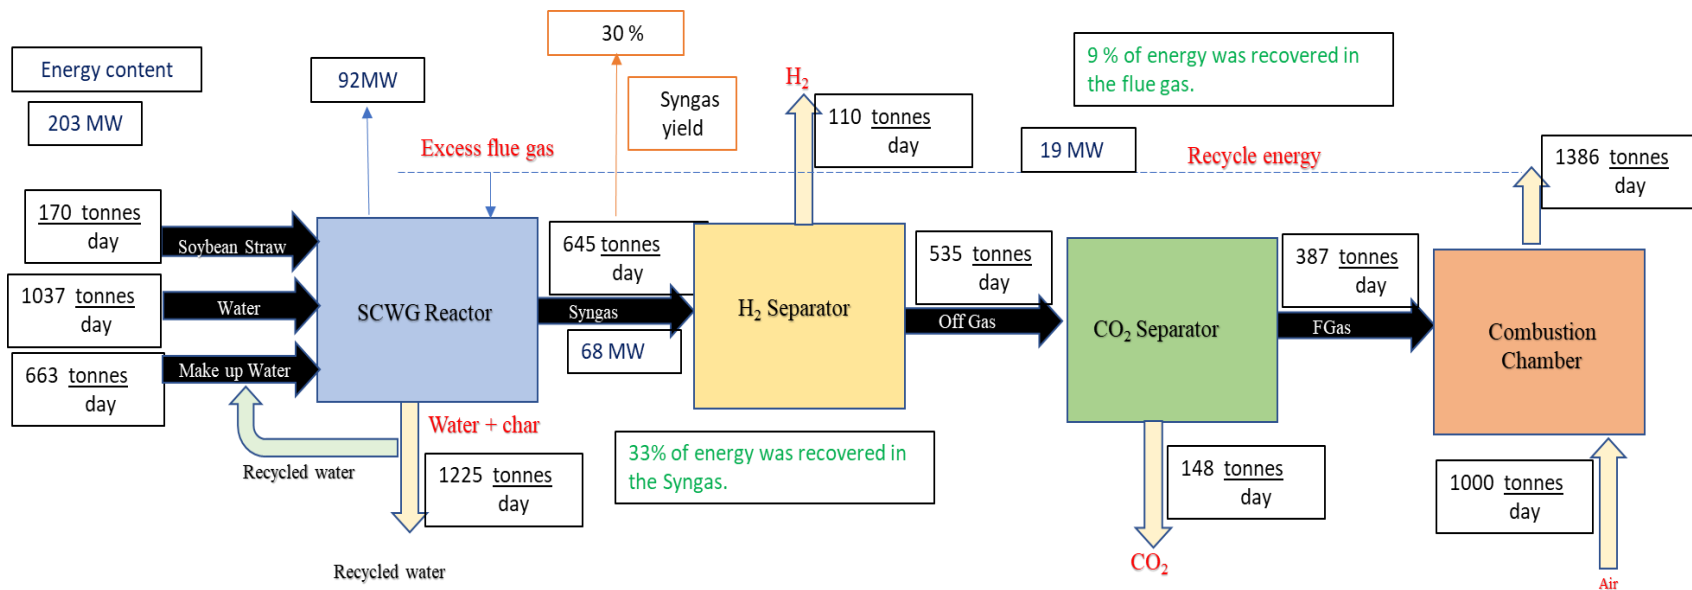 Energy content
203 MW
92MW
30 %
Syngas
yield
H2
110 tonnes
day
9 % of energy was recovered in
the flue gas.
Excess flue gas
19 MW
Recycle energy
1386 tonnes
day
170 tonnes
day
Soybean Straw
1037 tonnes
day
Water
663 tonnes
day
Make up Water
SCWG Reactor
645 tonnes
day
Syngas
68 MW
H2 Separator
535 tonnes
day
Off Gas
CO2 Separator
387 tonnes
day
FGas
Combustion
Chamber
Water + char
Recycled water
1225 tonnes
day
Recycled water
33% of energy was recovered in
the Syngas.
148 tonnes
day
CO2
1000 tonnes
day
Air